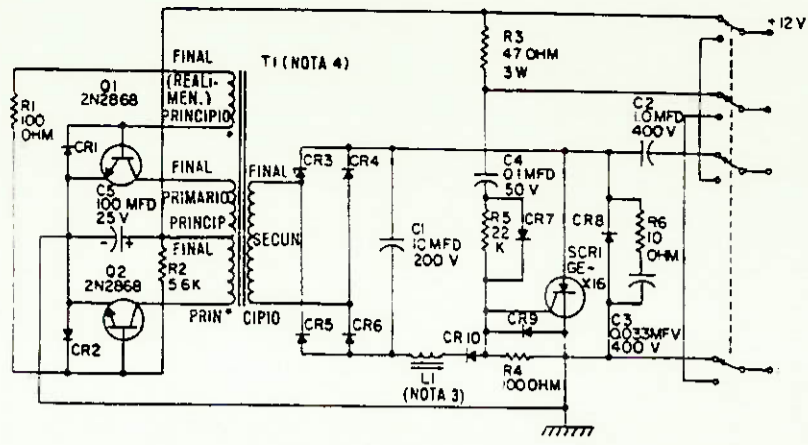 +12V
R3
47 OHM
3W
FINAL
T1 (NOTA 4)
(REALI-
MEN.)
PRINCIPIO
Q1
2N2868
R1
100
OHM
CR1
C5
100 MFD
25 V
- +
FINAL
PRIMARIO
PRINCIP
FINAL
R2
5.6K
PRIN*
Q2
2N2868
CR2
FINAL
SECUN
CIPIO
CR3
CR4
CR5
CR6
C1
10 MFD
200 V
C4
0.1 MFD
50 V
R5
22
K
CR7
SCR1
GE-
X16
CR9
CR8
C2
1.0 MFD
400 V
R6
10
OHM
C3
0.033 MFV
400 V
CR10
L1
(NOTA 3)
R4
100 OHM